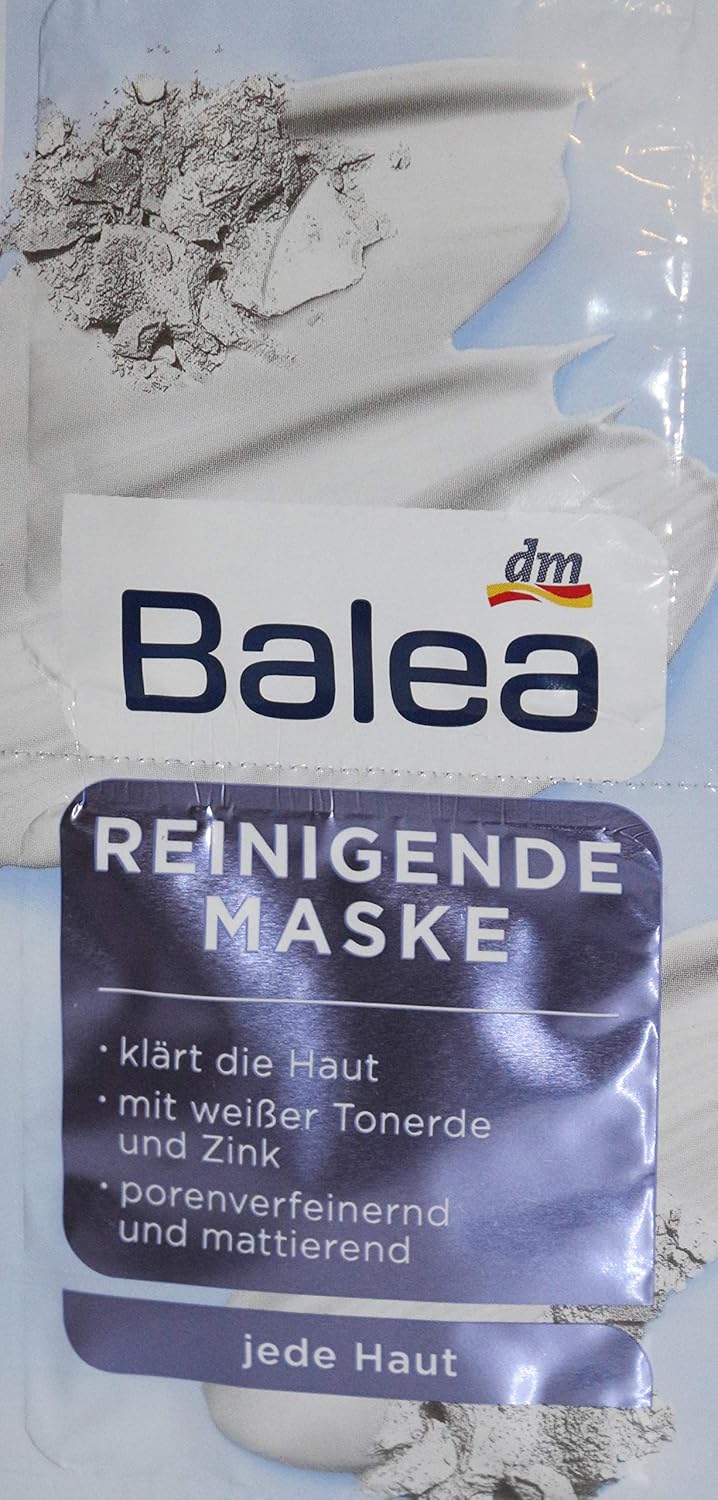 dm
Balea
REINIGENDE
MASKE
· klärt die Haut
· mit weißer Tonerde
und Zink
· porenverfeinernd
und mattierend
jede Haut